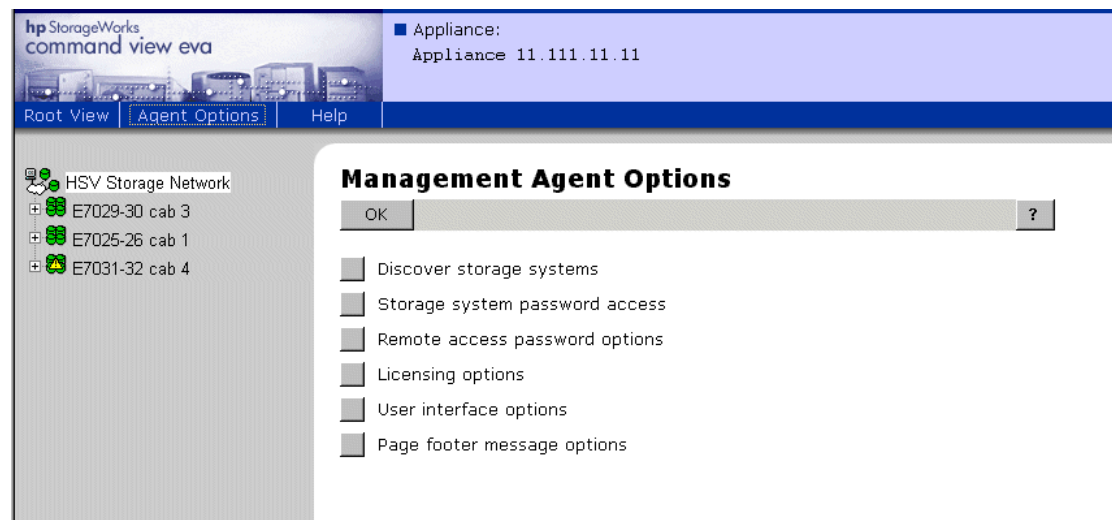 hp StorageWorks
command view eva
Appliance:
Appliance 11.111.11.11
Root View | Agent Options | Help
HSV Storage Network
E7029-30 cab 3
E7025-26 cab 1
E7031-32 cab 4
Management Agent Options
OK
?
Discover storage systems
Storage system password access
Remote access password options
Licensing options
User interface options
Page footer message options